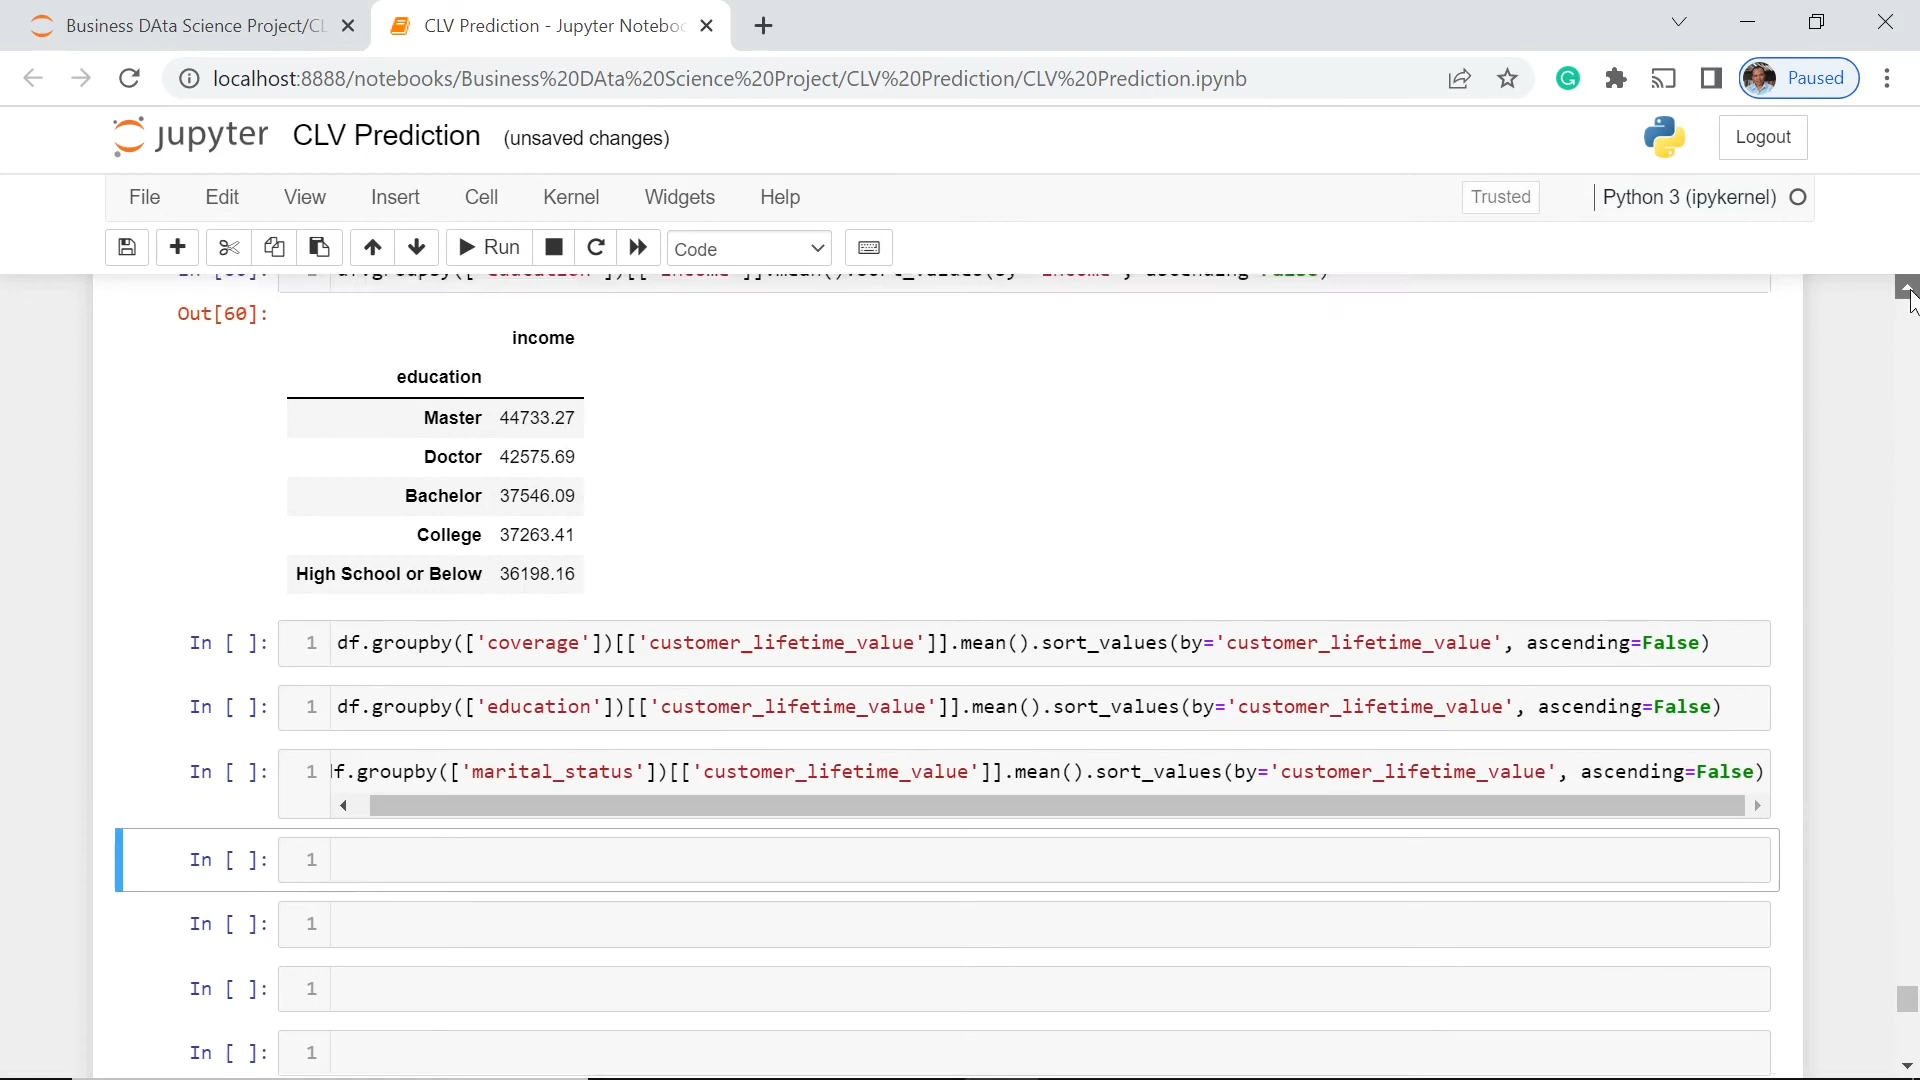 Business DAta Science Project/CL
CLV Prediction - Jupyter Notebo
localhost:8888/notebooks/Business%20DAta%20Science%20Project/CLV%20Prediction/CLV%20Prediction.ipynb
Paused
jupyter CLV Prediction (unsaved changes)
Logout
File Edit View Insert Cell Kernel Widgets Help
Trusted
Python 3 (ipykernel)
Run
Code
Out[60]:
income
education
Master 44733.27
Doctor 42575.69
Bachelor 37546.09
College 37263.41
High School or Below 36198.16
In [ ]: 1 df.groupby(['coverage'])[['customer_lifetime_value']].mean().sort_values(by='customer_lifetime_value', ascending=False)
In [ ]: 1 df.groupby(['education'])[['customer_lifetime_value']].mean().sort_values(by='customer_lifetime_value', ascending=False)
In [ ]: 1 f.groupby(['marital_status'])[['customer_lifetime_value']].mean().sort_values(by='customer_lifetime_value', ascending=False)
In [ ]: 1
In [ ]: 1
In [ ]: 1
In [ ]: 1